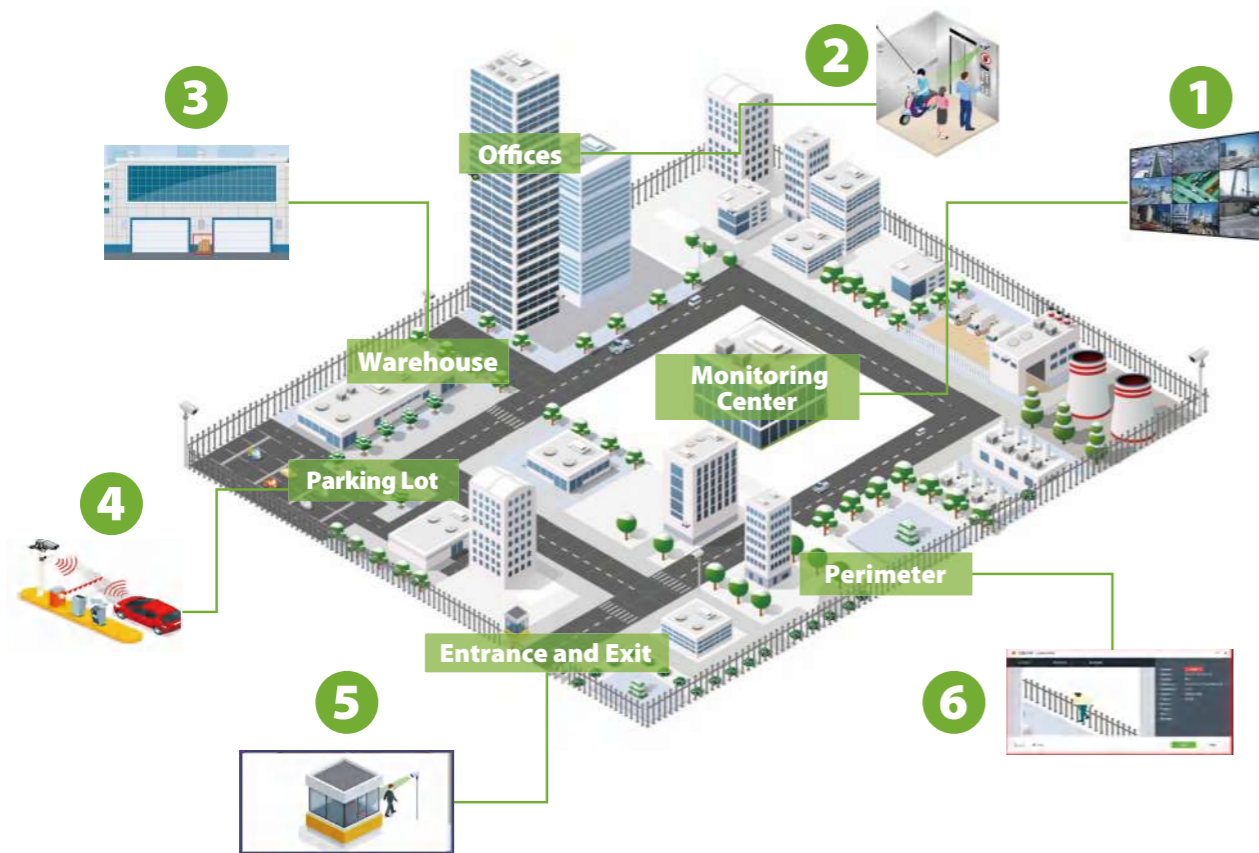 2
3
1
Offices
Warehouse
Monitoring
Center
Parking Lot
4
Perimeter
Entrance and Exit
5
6